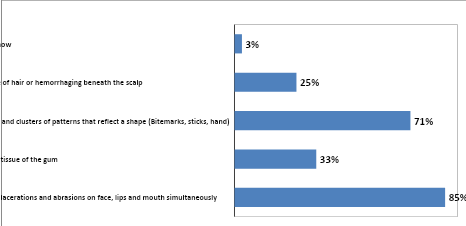 3%
of hair or hemorrhaging beneath the scalp 25%
and clusters of patterns that reflect a shape (Bitemarks, sticks, hand) 71%
tissue of the gum 33%
lacerations and abrasions on face, lips and mouth simultaneously 85%